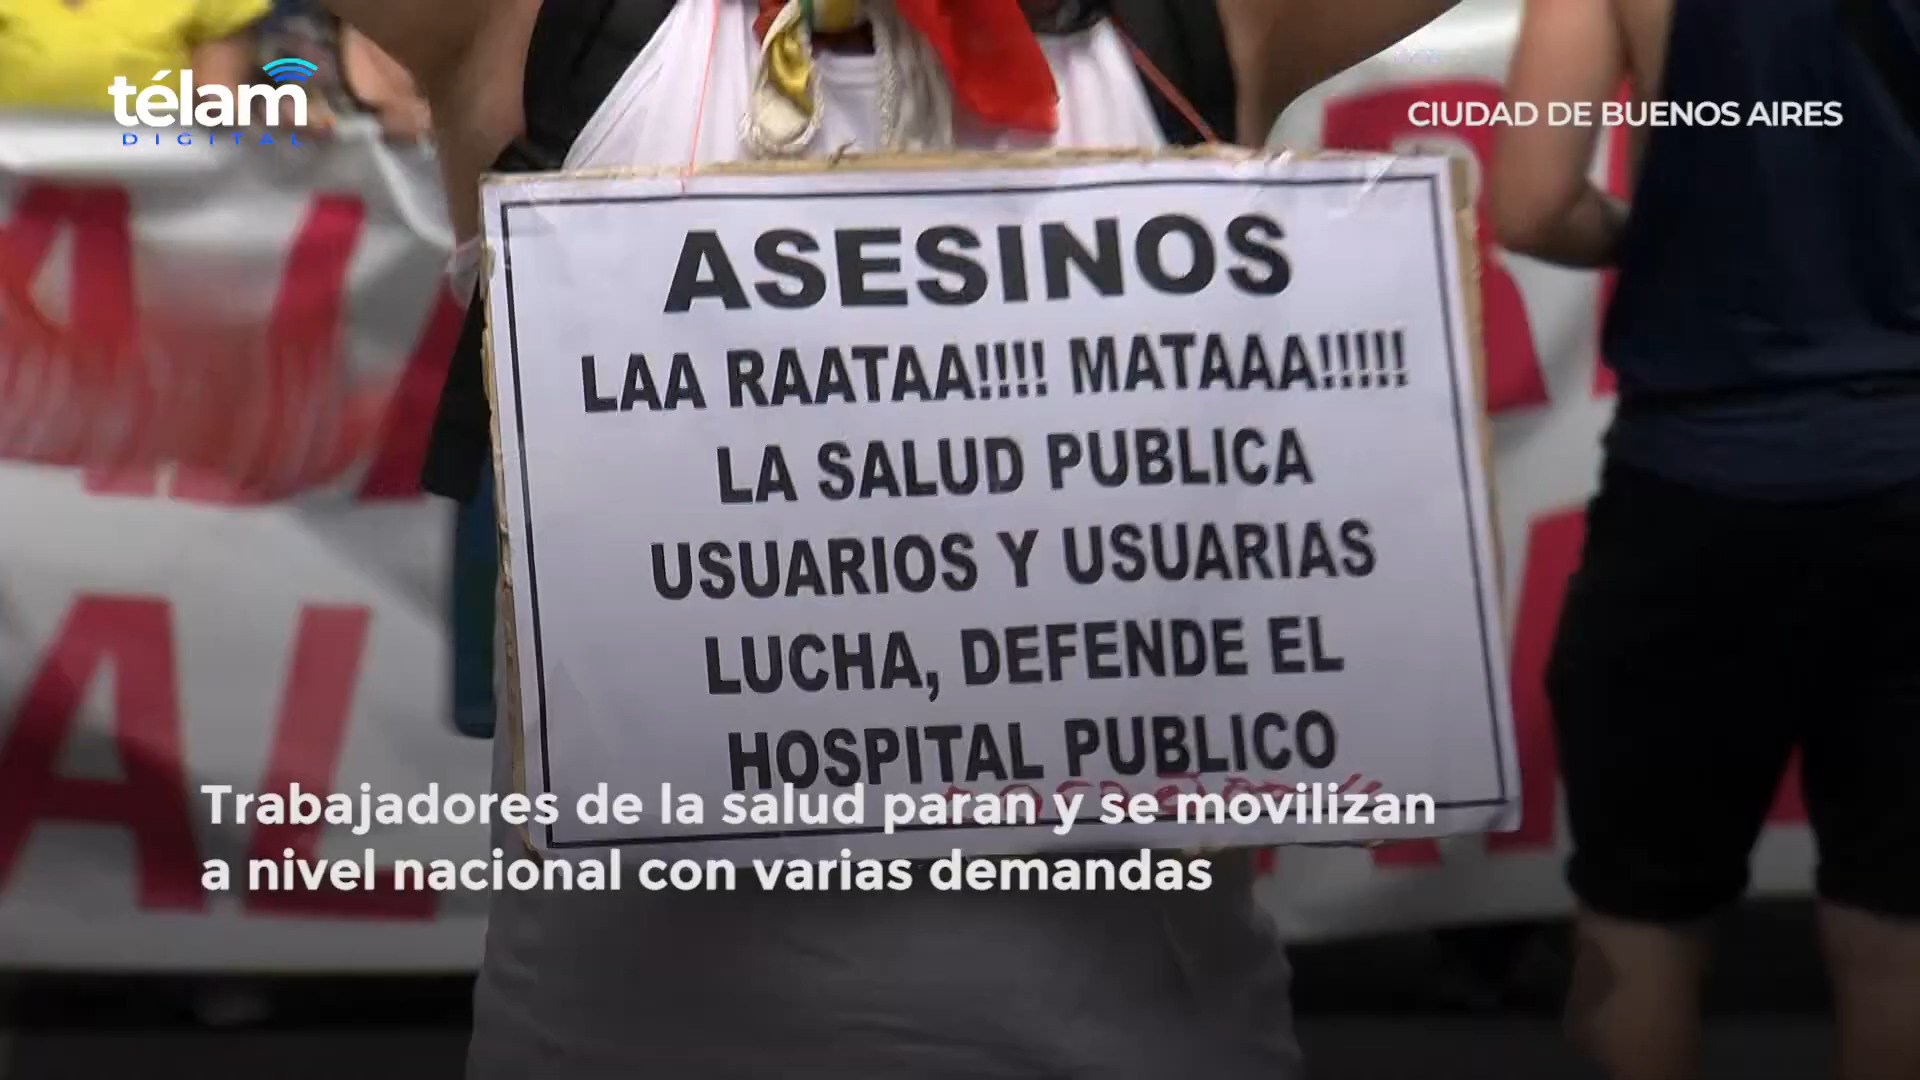 télam
DIGITAL
CIUDAD DE BUENOS AIRES
ASESINOS
LAA RAATAA!!!! MATAAA!!!!!
LA SALUD PUBLICA
USUARIOS Y USUARIAS
LUCHA, DEFENDE EL
HOSPITAL PUBLICO
Trabajadores de la salud paran y se movilizan
a nivel nacional con varias demandas